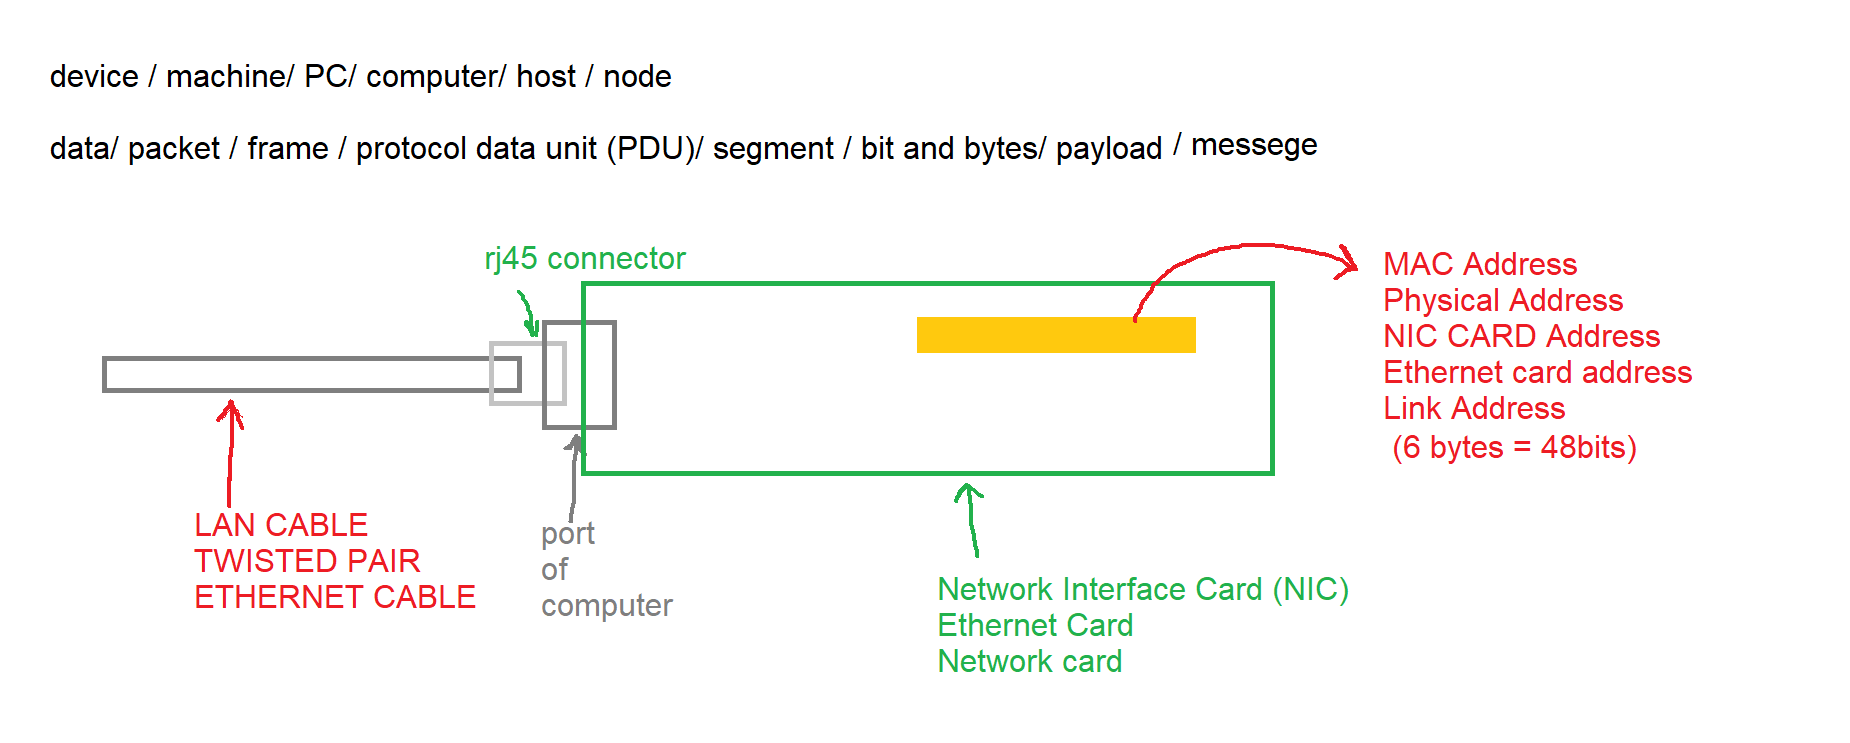 device / machine/ PC/ computer/ host / node
data/ packet / frame / protocol data unit (PDU)/ segment / bit and bytes/ payload / messege
rj45 connector
MAC Address
Physical Address
NIC CARD Address
Ethernet card address
Link Address
(6 bytes = 48bits)
LAN CABLE
TWISTED PAIR
ETHERNET CABLE
port
of
computer
Network Interface Card (NIC)
Ethernet Card
Network card